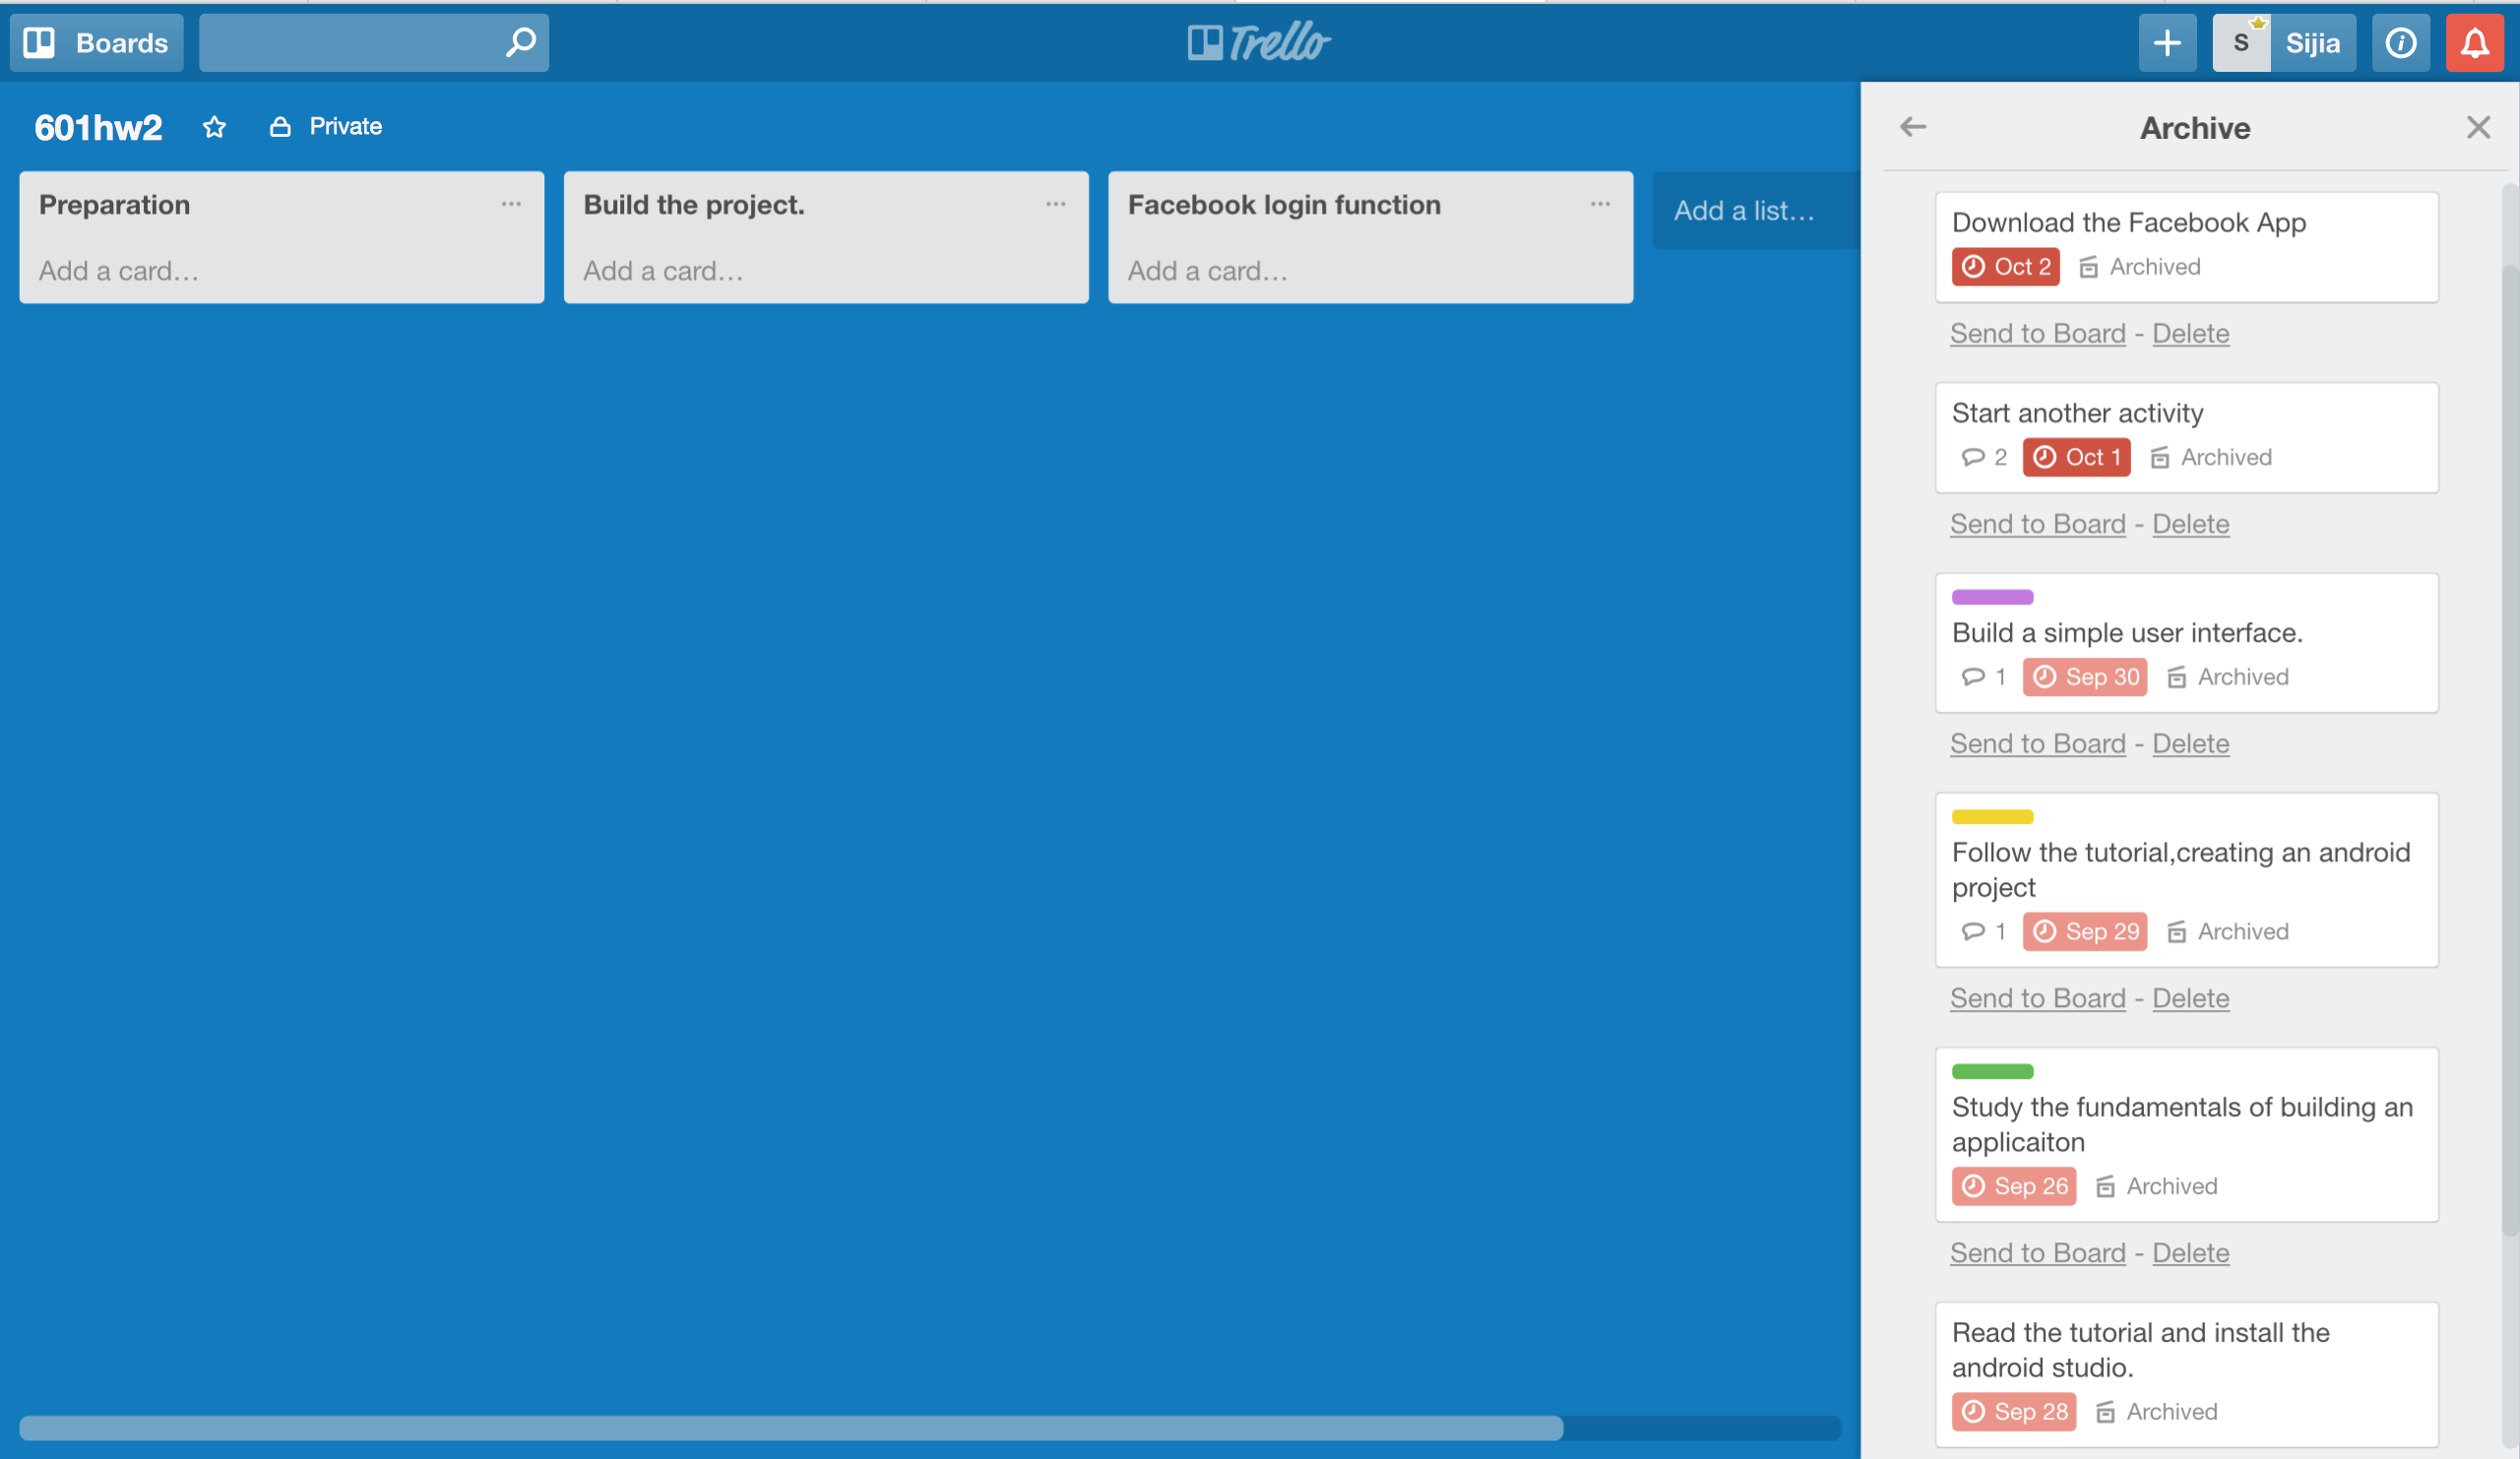 Boards
Trello
S
Sijia
601hw2
Private
Preparation
Add a card…
Build the project.
Add a card…
Facebook login function
Add a card…
Add a list…
Archive
Download the Facebook App
Oct 2 Archived
Send to Board - Delete
Start another activity
2 Oct 1 Archived
Send to Board - Delete
Build a simple user interface.
1 Sep 30 Archived
Send to Board - Delete
Follow the tutorial,creating an android
project
1 Sep 29 Archived
Send to Board - Delete
Study the fundamentals of building an
applicaiton
Sep 26 Archived
Send to Board - Delete
Read the tutorial and install the
android studio.
Sep 28 Archived